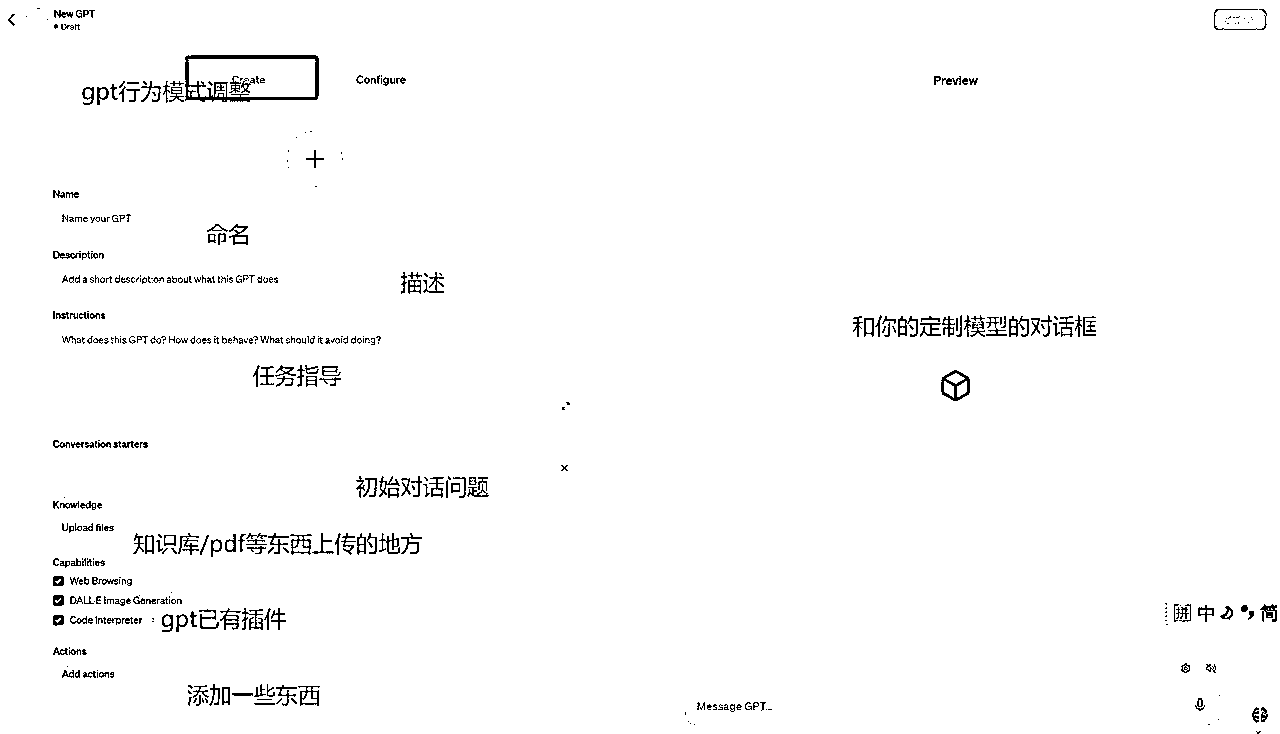 New GPT
Draft
Create
Configure
Preview
gpt行为模式调整
Name
Name your GPT
命名
Description
Add a short description about what this GPT does
描述
Instructions
What does this GPT do? How does it behave? What should it avoid doing?
任务指导
和你的定制模型的对话框
Conversation starters
初始对话问题
Knowledge
Upload files
知识库/pdf等东西上传的地方
Capabilities
Web Browsing
DALL·E Image Generation
Code Interpreter
gpt已有插件
Actions
Add actions
添加一些东西
拼 中 简
Message GPT…